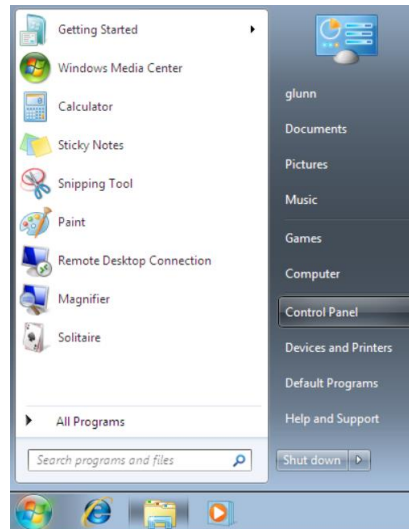 Getting Started
Windows Media Center
Calculator
Sticky Notes
Snipping Tool
Paint
Remote Desktop Connection
Magnifier
Solitaire
All Programs
Search programs and files
glunn
Documents
Pictures
Music
Games
Computer
Control Panel
Devices and Printers
Default Programs
Help and Support
Shut down